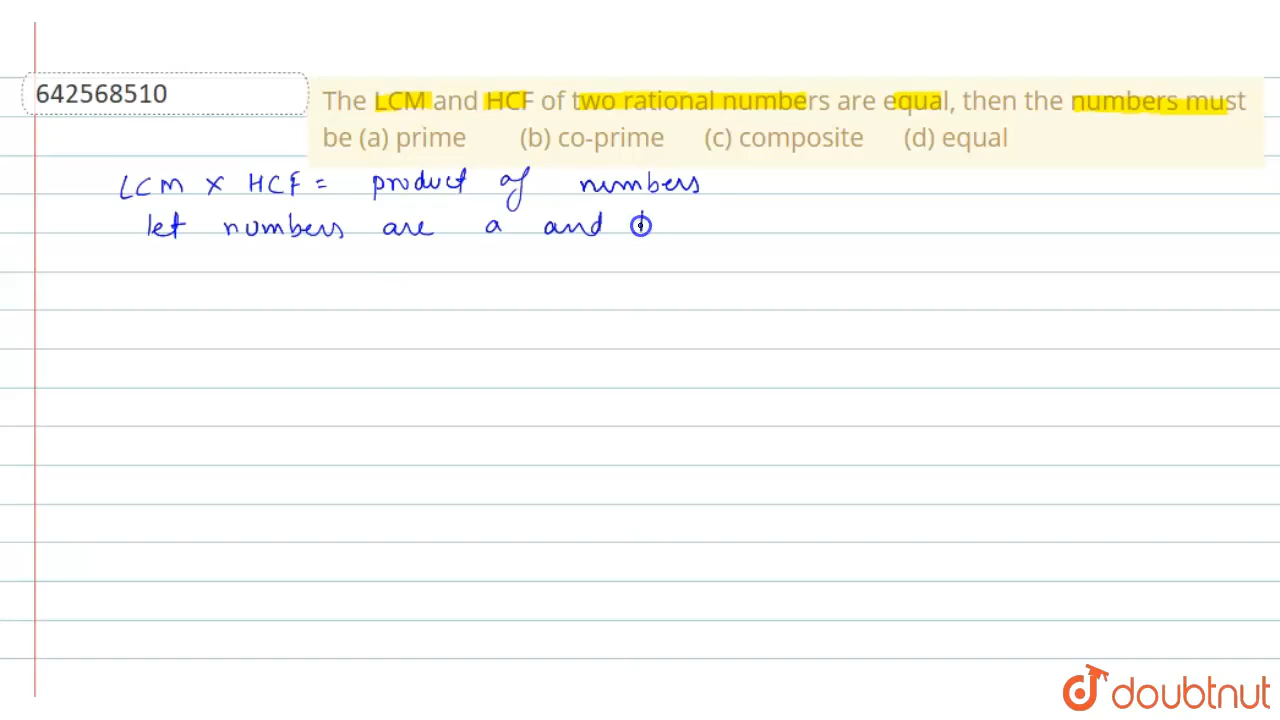 642568510
The LCM and HCF of two rational numbers are equal, then the numbers must
be (a) prime (b) co-prime (c) composite (d) equal
LCM x HCF = product of numbers
let numbers are a and
doubtnut